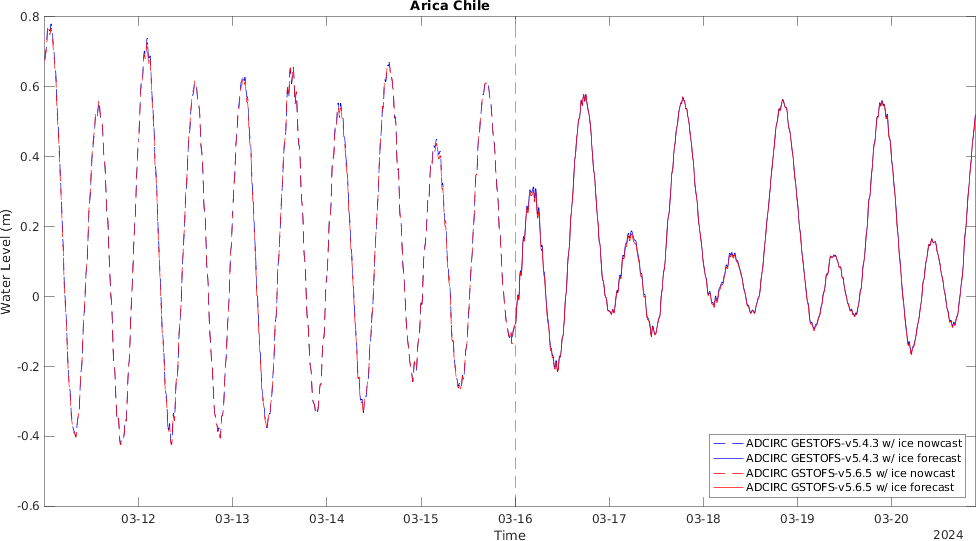 Arica Chile
0.8
0.6
0.4
0.2
0
-0.2
-0.4
-0.6
Water Level (m)
ADCIRC GESTOFS-v5.4.3 w/ ice nowcast
ADCIRC GESTOFS-v5.4.3 w/ ice forecast
ADCIRC GSTOFS-v5.6.5 w/ ice nowcast
ADCIRC GSTOFS-v5.6.5 w/ ice forecast
03-12 03-13 03-14 03-15 03-16 03-17 03-18 03-19 03-20
Time
2024